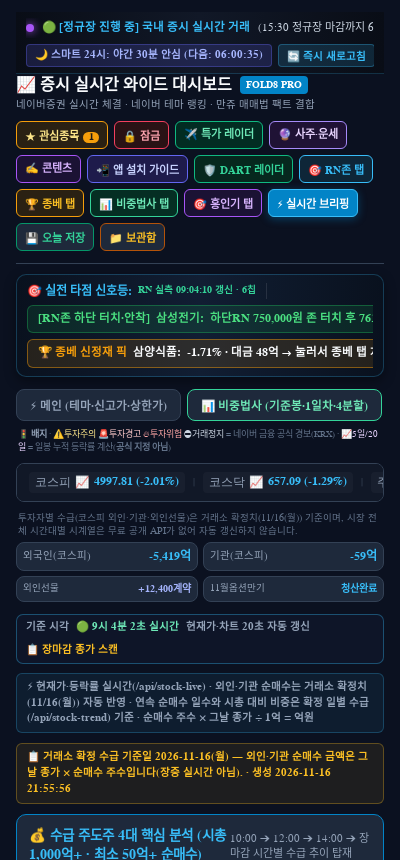 🟢 [정규장 진행 중] 국내 증시 실시간 거래 (15:30 정규장 마감까지 6
🌙 스마트 24시: 야간 30분 안심 (다음: 06:00:35) 🔄 즉시 새로고침
📈 증시 실시간 와이드 대시보드 FOLD8 PRO
네이버증권 실시간 체결 · 네이버 테마 랭킹 · 만쥬 매매법 팩트 결합
★ 관심종목 1 🔒 잠금 ✈️ 특가 레이더 🔮 사주·운세
✍️ 콘텐츠 📲 앱 설치 가이드 🛡️ DART 레이더 🎯 RN존 탭
🏆 종베 탭 📊 비중법사 탭 🎯 홍인기 탭 ⚡ 실시간 브리핑
💾 오늘 저장 📁 보관함
🎯 실전 타점 신호등: RN 실측 09:04:10 갱신 · 6칩
[RN존 하단 터치·안착] 삼성전기: 하단RN 750,000원 존 터치 후 76
🏆 종베 신정재 픽 삼양식품: -1.71% · 대금 48억 → 눌러서 종베 탭
⚡ 메인 (테마·신고가·상한가) 📊 비중법사 (기준봉·1일차·4분할)
🚦 배지 · ⚠️투자주의 🚨투자경고 ⛔투자위험 ⛔거래정지 = 네이버 금융 공식 경보(KRX) · 📈5일/20
일 = 일봉 누적 등락률 계산(공식 지정 아님)
코스피 📈 4997.81 (-2.01%) 코스닥 📈 657.09 (-1.29%)
투자자별 수급(코스피 외인·기관·외인선물)은 거래소 확정치(11/16(월)) 기준이며, 시장 전
체 시간대별 시계열은 무료 공개 API가 없어 자동 갱신하지 않습니다.
외국인(코스피) -5,419억 기관(코스피) -59억
외인선물 +12,400계약 11월옵션만기 청산완료
기준 시각 🟢 9시 4분 2초 실시간 현재가·차트 20초 자동 갱신
📋 장마감 종가 스캔
⚡ 현재가·등락률 실시간(/api/stock-live) · 외인·기관 순매수는 거래소 확정치
(11/16(월)) 자동 반영 · 연속 순매수 일수와 시총 대비 비중은 확정 일별 수급
(/api/stock-trend) 기준 · 순매수 주수 × 그날 종가 ÷ 1억 = 억원
📋 거래소 확정 수급 기준일 2026-11-16(월) — 외인·기관 순매수 금액은 그
날 종가 × 순매수 주수입니다(장중 실시간 아님). · 생성 2026-11-16
21:55:56
💰 수급 주도주 4대 핵심 분석 (시총
1,000억+ · 최소 50억+ 순매수)
10:00 → 12:00 → 14:00 → 장
마감 시간별 수급 추이 탑재